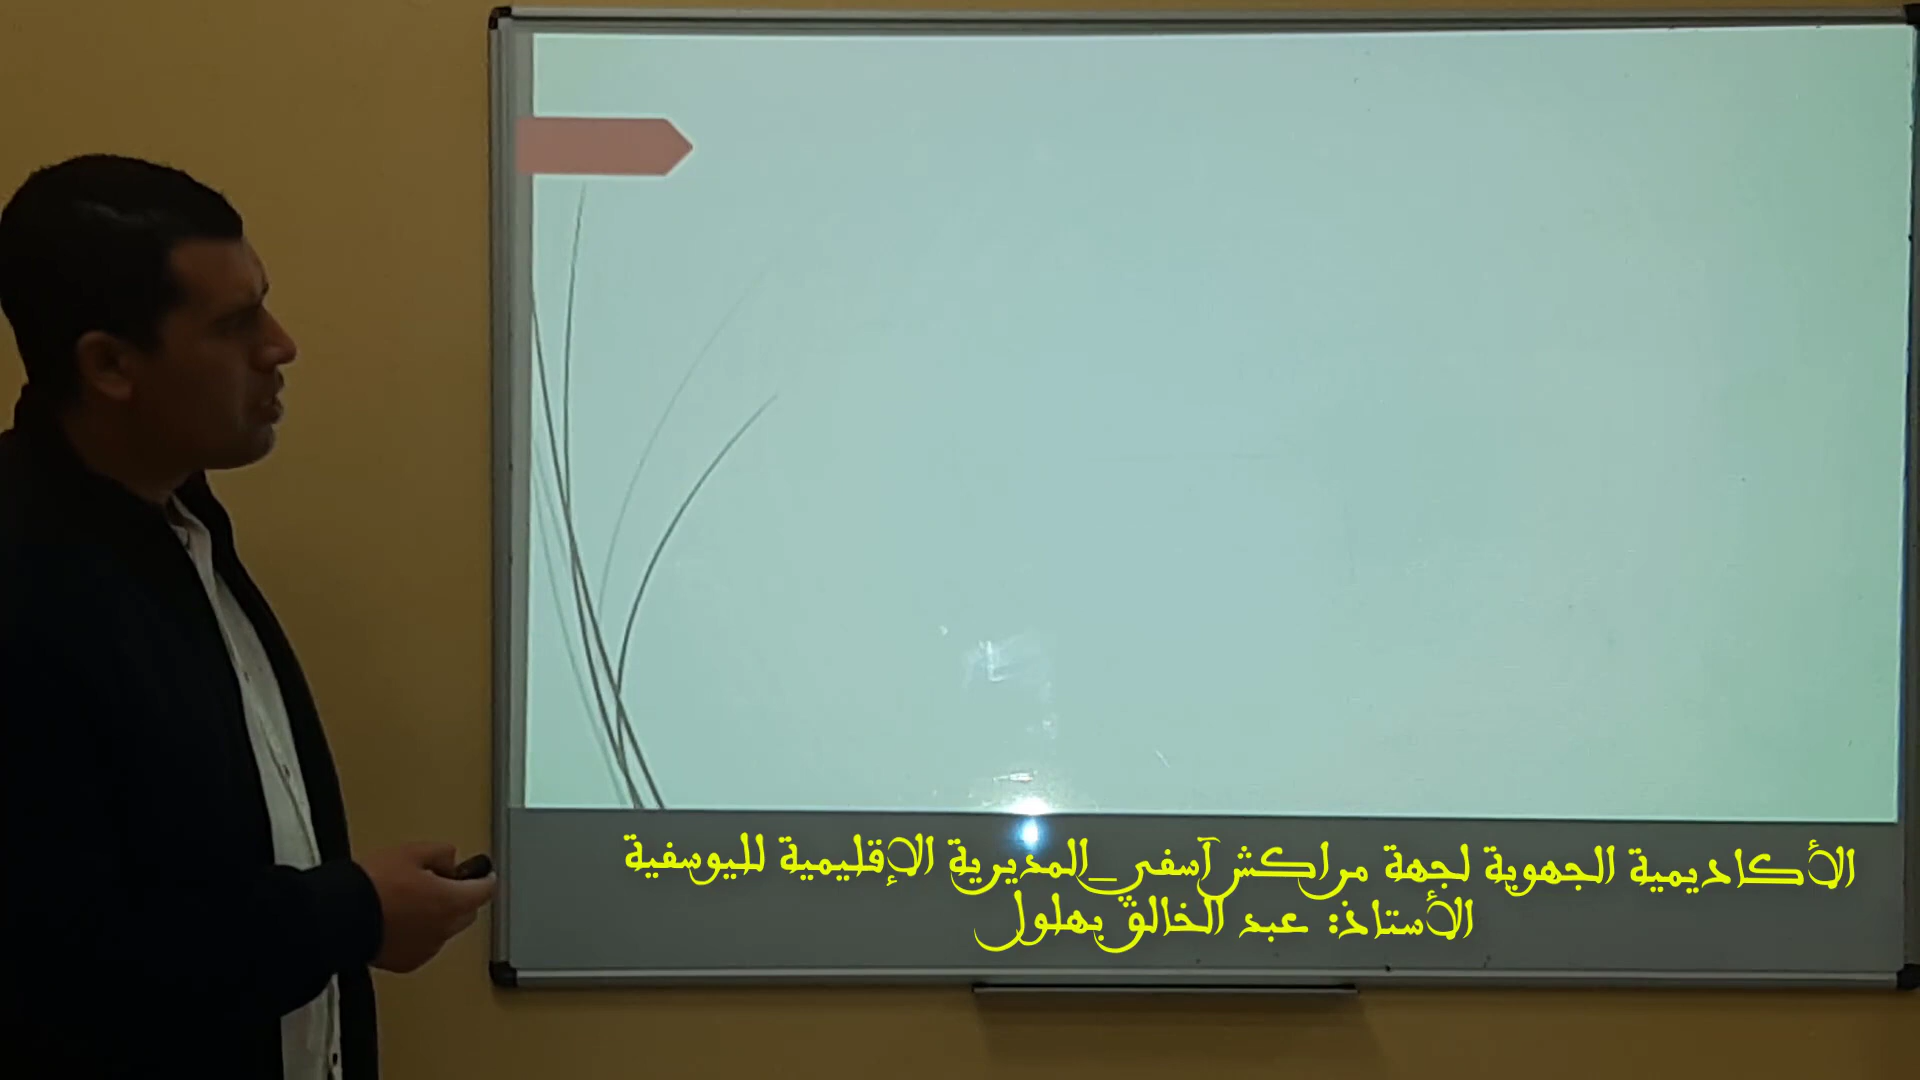 الأكاديمية الجهوية لجهة مراكش آسفي_المديرية الإقليمية لليوسفية
الأستاذ: عبد الخالق بهلول